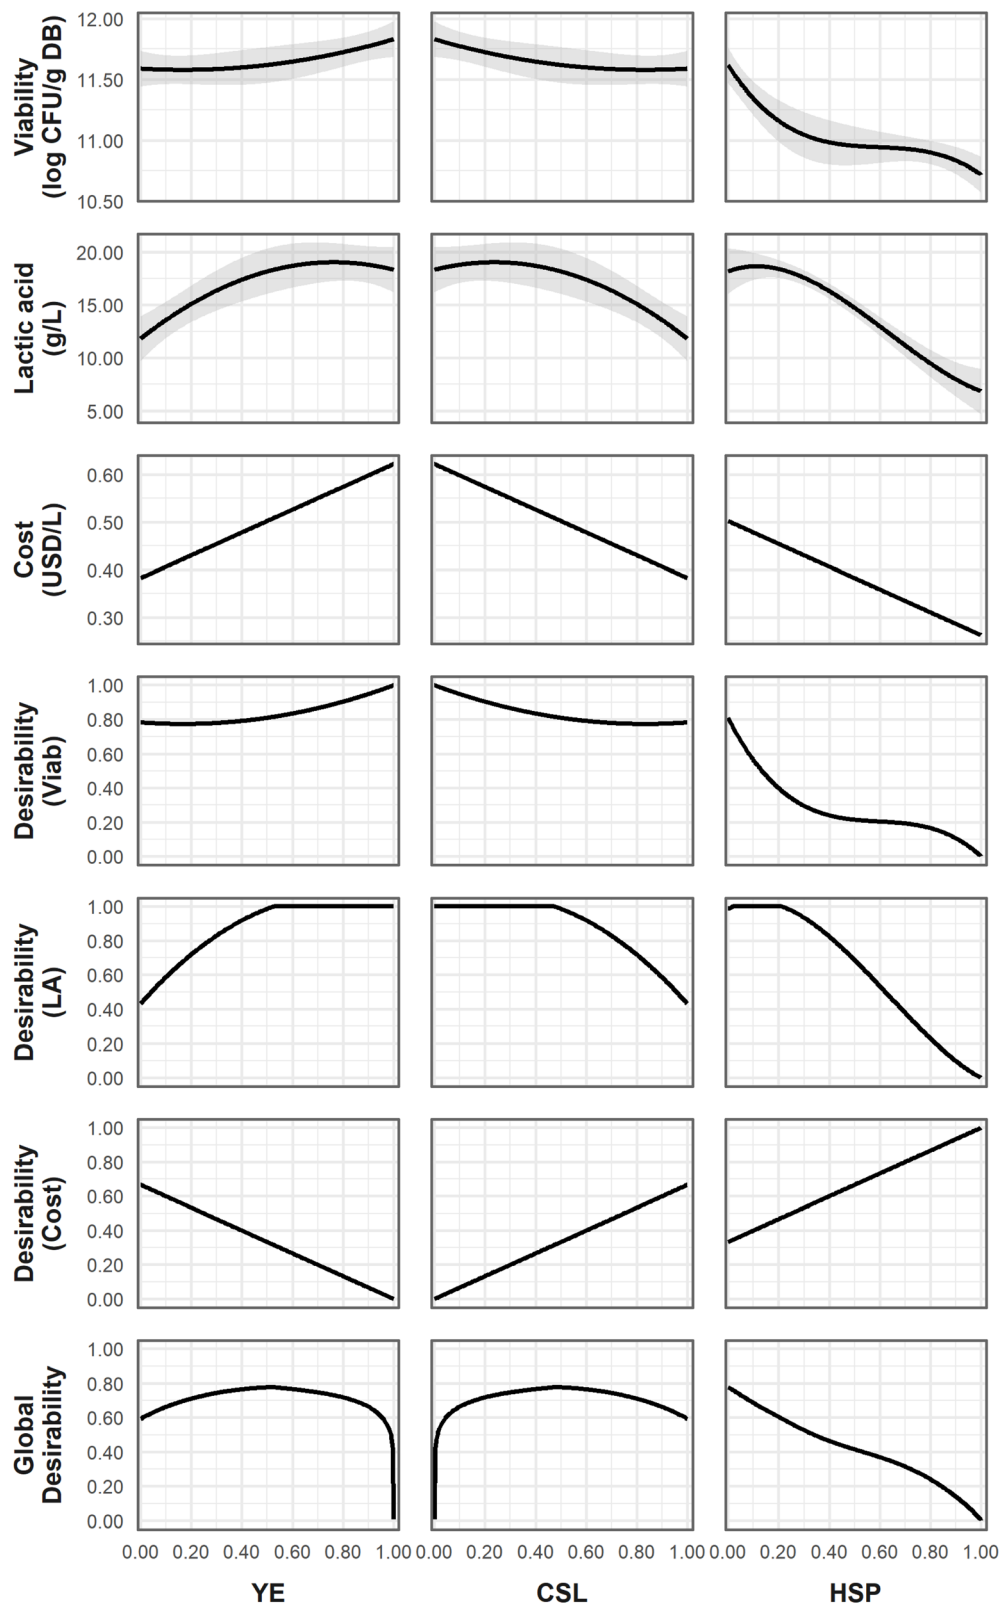 Viability
(log CFU/g DB)
12.00
11.50
11.00
10.50
Lactic acid
(g/L)
20.00
15.00
10.00
5.00
Cost
(USD/L)
0.60
0.50
0.40
0.30
Desirability
(Viab)
1.00
0.80
0.60
0.40
0.20
0.00
Desirability
(LA)
1.00
0.80
0.60
0.40
0.20
0.00
Desirability
(Cost)
1.00
0.80
0.60
0.40
0.20
0.00
Global
Desirability
1.00
0.80
0.60
0.40
0.20
0.00
0.00 0.20 0.40 0.60 0.80 1.00 0.00 0.20 0.40 0.60 0.80 1.00 0.00 0.20 0.40 0.60 0.80 1.00
YE CSL HSP